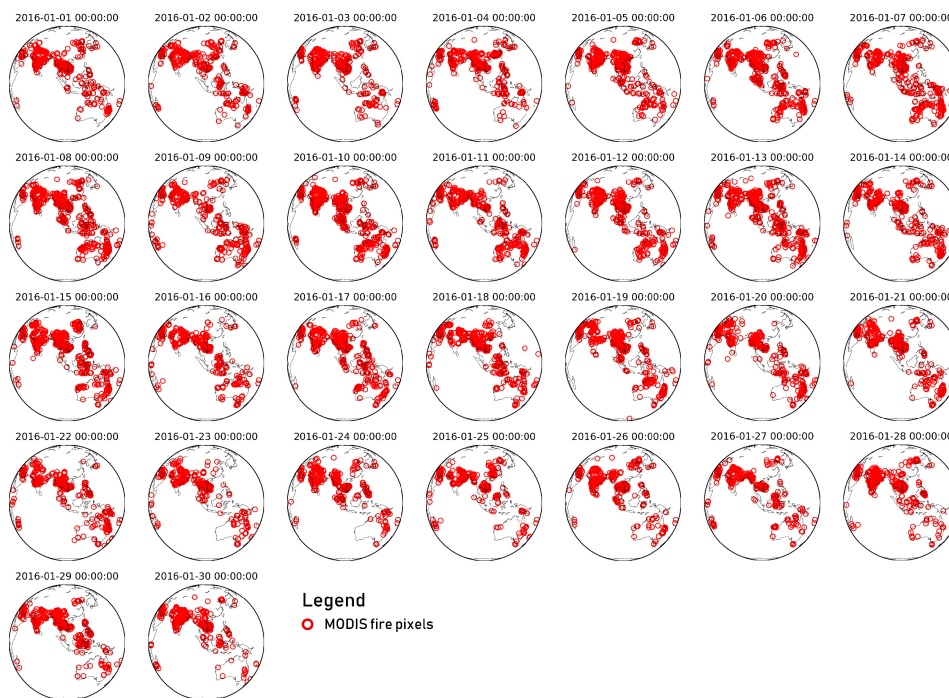 2016-01-01 00:00:00 2016-01-02 00:00:00 2016-01-03 00:00:00 2016-01-04 00:00:00 2016-01-05 00:00:00 2016-01-06 00:00:00 2016-01-07 00:00:00
2016-01-08 00:00:00 2016-01-09 00:00:00 2016-01-10 00:00:00 2016-01-11 00:00:00 2016-01-12 00:00:00 2016-01-13 00:00:00 2016-01-14 00:00:00
2016-01-15 00:00:00 2016-01-16 00:00:00 2016-01-17 00:00:00 2016-01-18 00:00:00 2016-01-19 00:00:00 2016-01-20 00:00:00 2016-01-21 00:00:00
2016-01-22 00:00:00 2016-01-23 00:00:00 2016-01-24 00:00:00 2016-01-25 00:00:00 2016-01-26 00:00:00 2016-01-27 00:00:00 2016-01-28 00:00:00
2016-01-29 00:00:00 2016-01-30 00:00:00
Legend
MODIS fire pixels